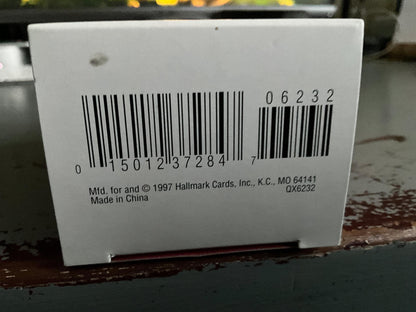 06232
0 15012 37284 7
Mfd. for and © 1997 Hallmark Cards, Inc., K.C., MO 64141
QX6232
Made in China